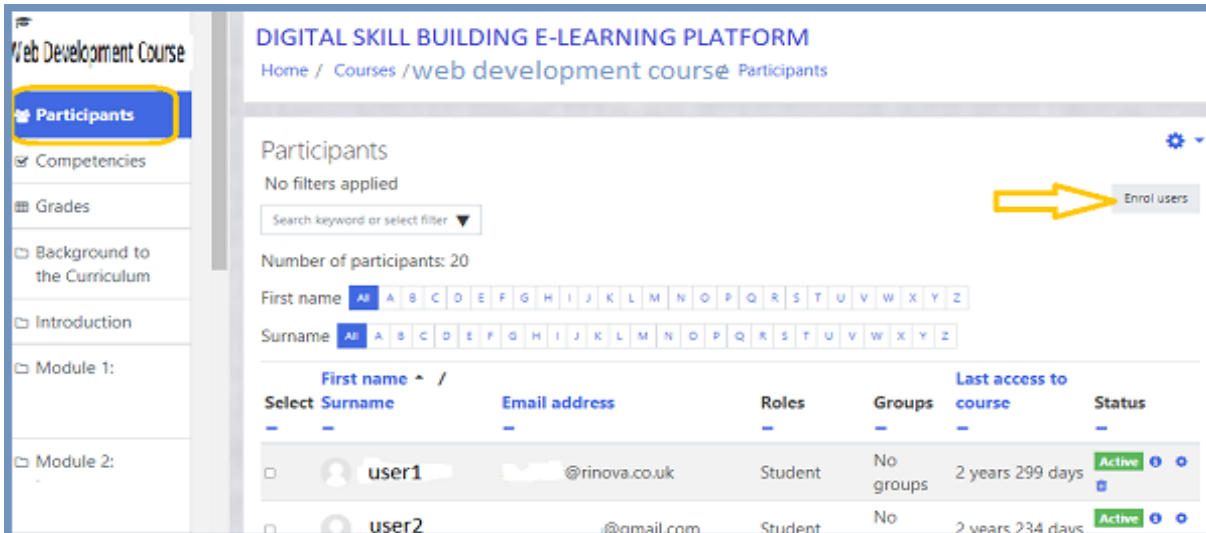 Web Development Course
Participants
Competencies
Grades
Background to
the Curriculum
Introduction
Module 1:
Module 2:
DIGITAL SKILL BUILDING E-LEARNING PLATFORM
Home / Courses /web development course Participants
Participants
No filters applied
Enrol users
Search keyword or select filter ▼
Number of participants: 20
First name All A B C D E F G H I J K L M N O P Q R S T U V W X Y Z
Surname All A B C D E F G H I J K L M N O P Q R S T U V W X Y Z
First name /
Last access to
Select Surname Email address Roles Groups course Status
user1 @rinova.co.uk Student No groups 2 years 299 days Active
user2 @gmail.com Student No 2 years 234 days Active